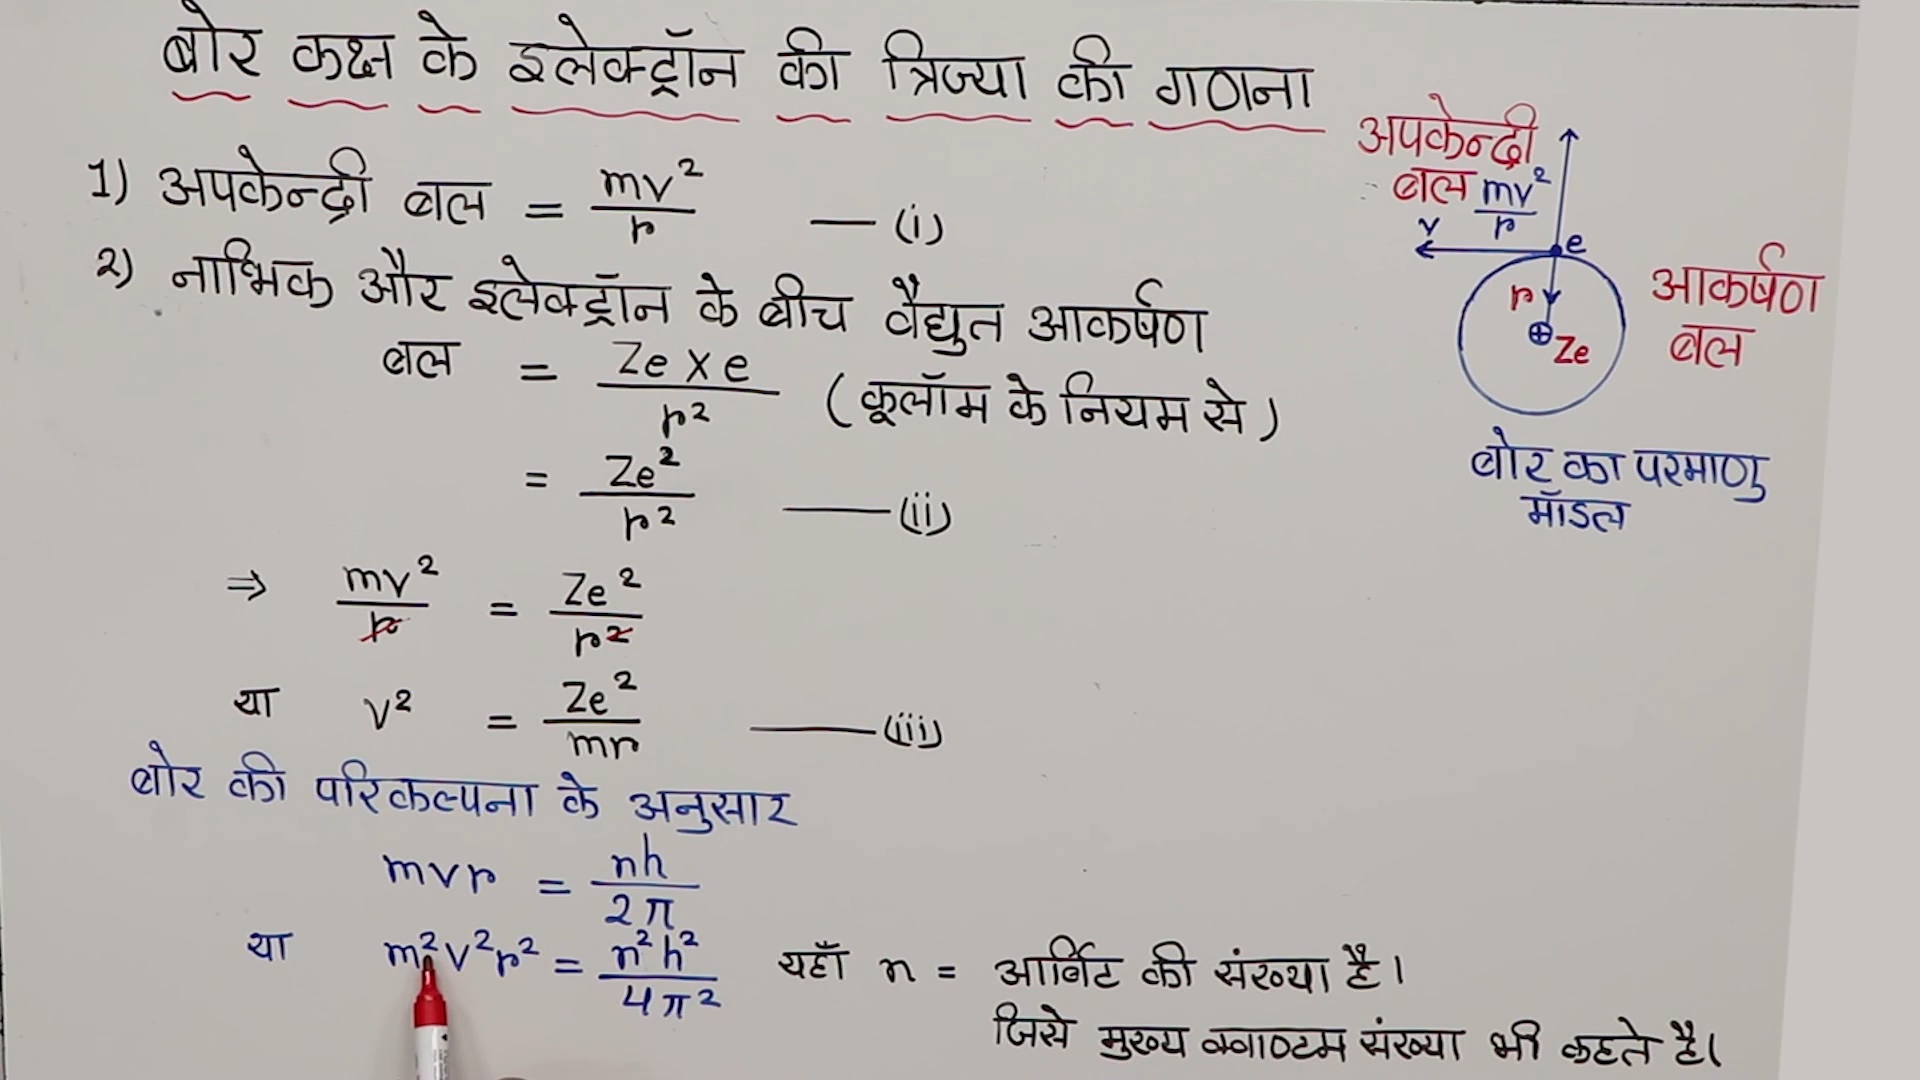 बोर कक्ष के इलेक्ट्रॉन की त्रिज्या की गणना
1) अपकेन्द्री बल = mv²/r —(i)
2) नाभिक और इलेक्ट्रॉन के बीच वैद्युत आकर्षण
बल = Ze x e/r² (कूलॉम के नियम से)
= Ze²/r² —(ii)
⇒ mv²/r = Ze²/r²
या v² = Ze²/mr —(iii)
बोर की परिकल्पना के अनुसार
mvr = nh/2π
या m²v²r² = n²h²/4π² यहाँ n = आर्बिट की संख्या है।
जिसे मुख्य क्वाण्टम संख्या भी कहते है।
अपकेन्द्री
बल mv²/r
v
e
r
⊕
Ze
आकर्षण
बल
बोर का परमाणु
मॉडल